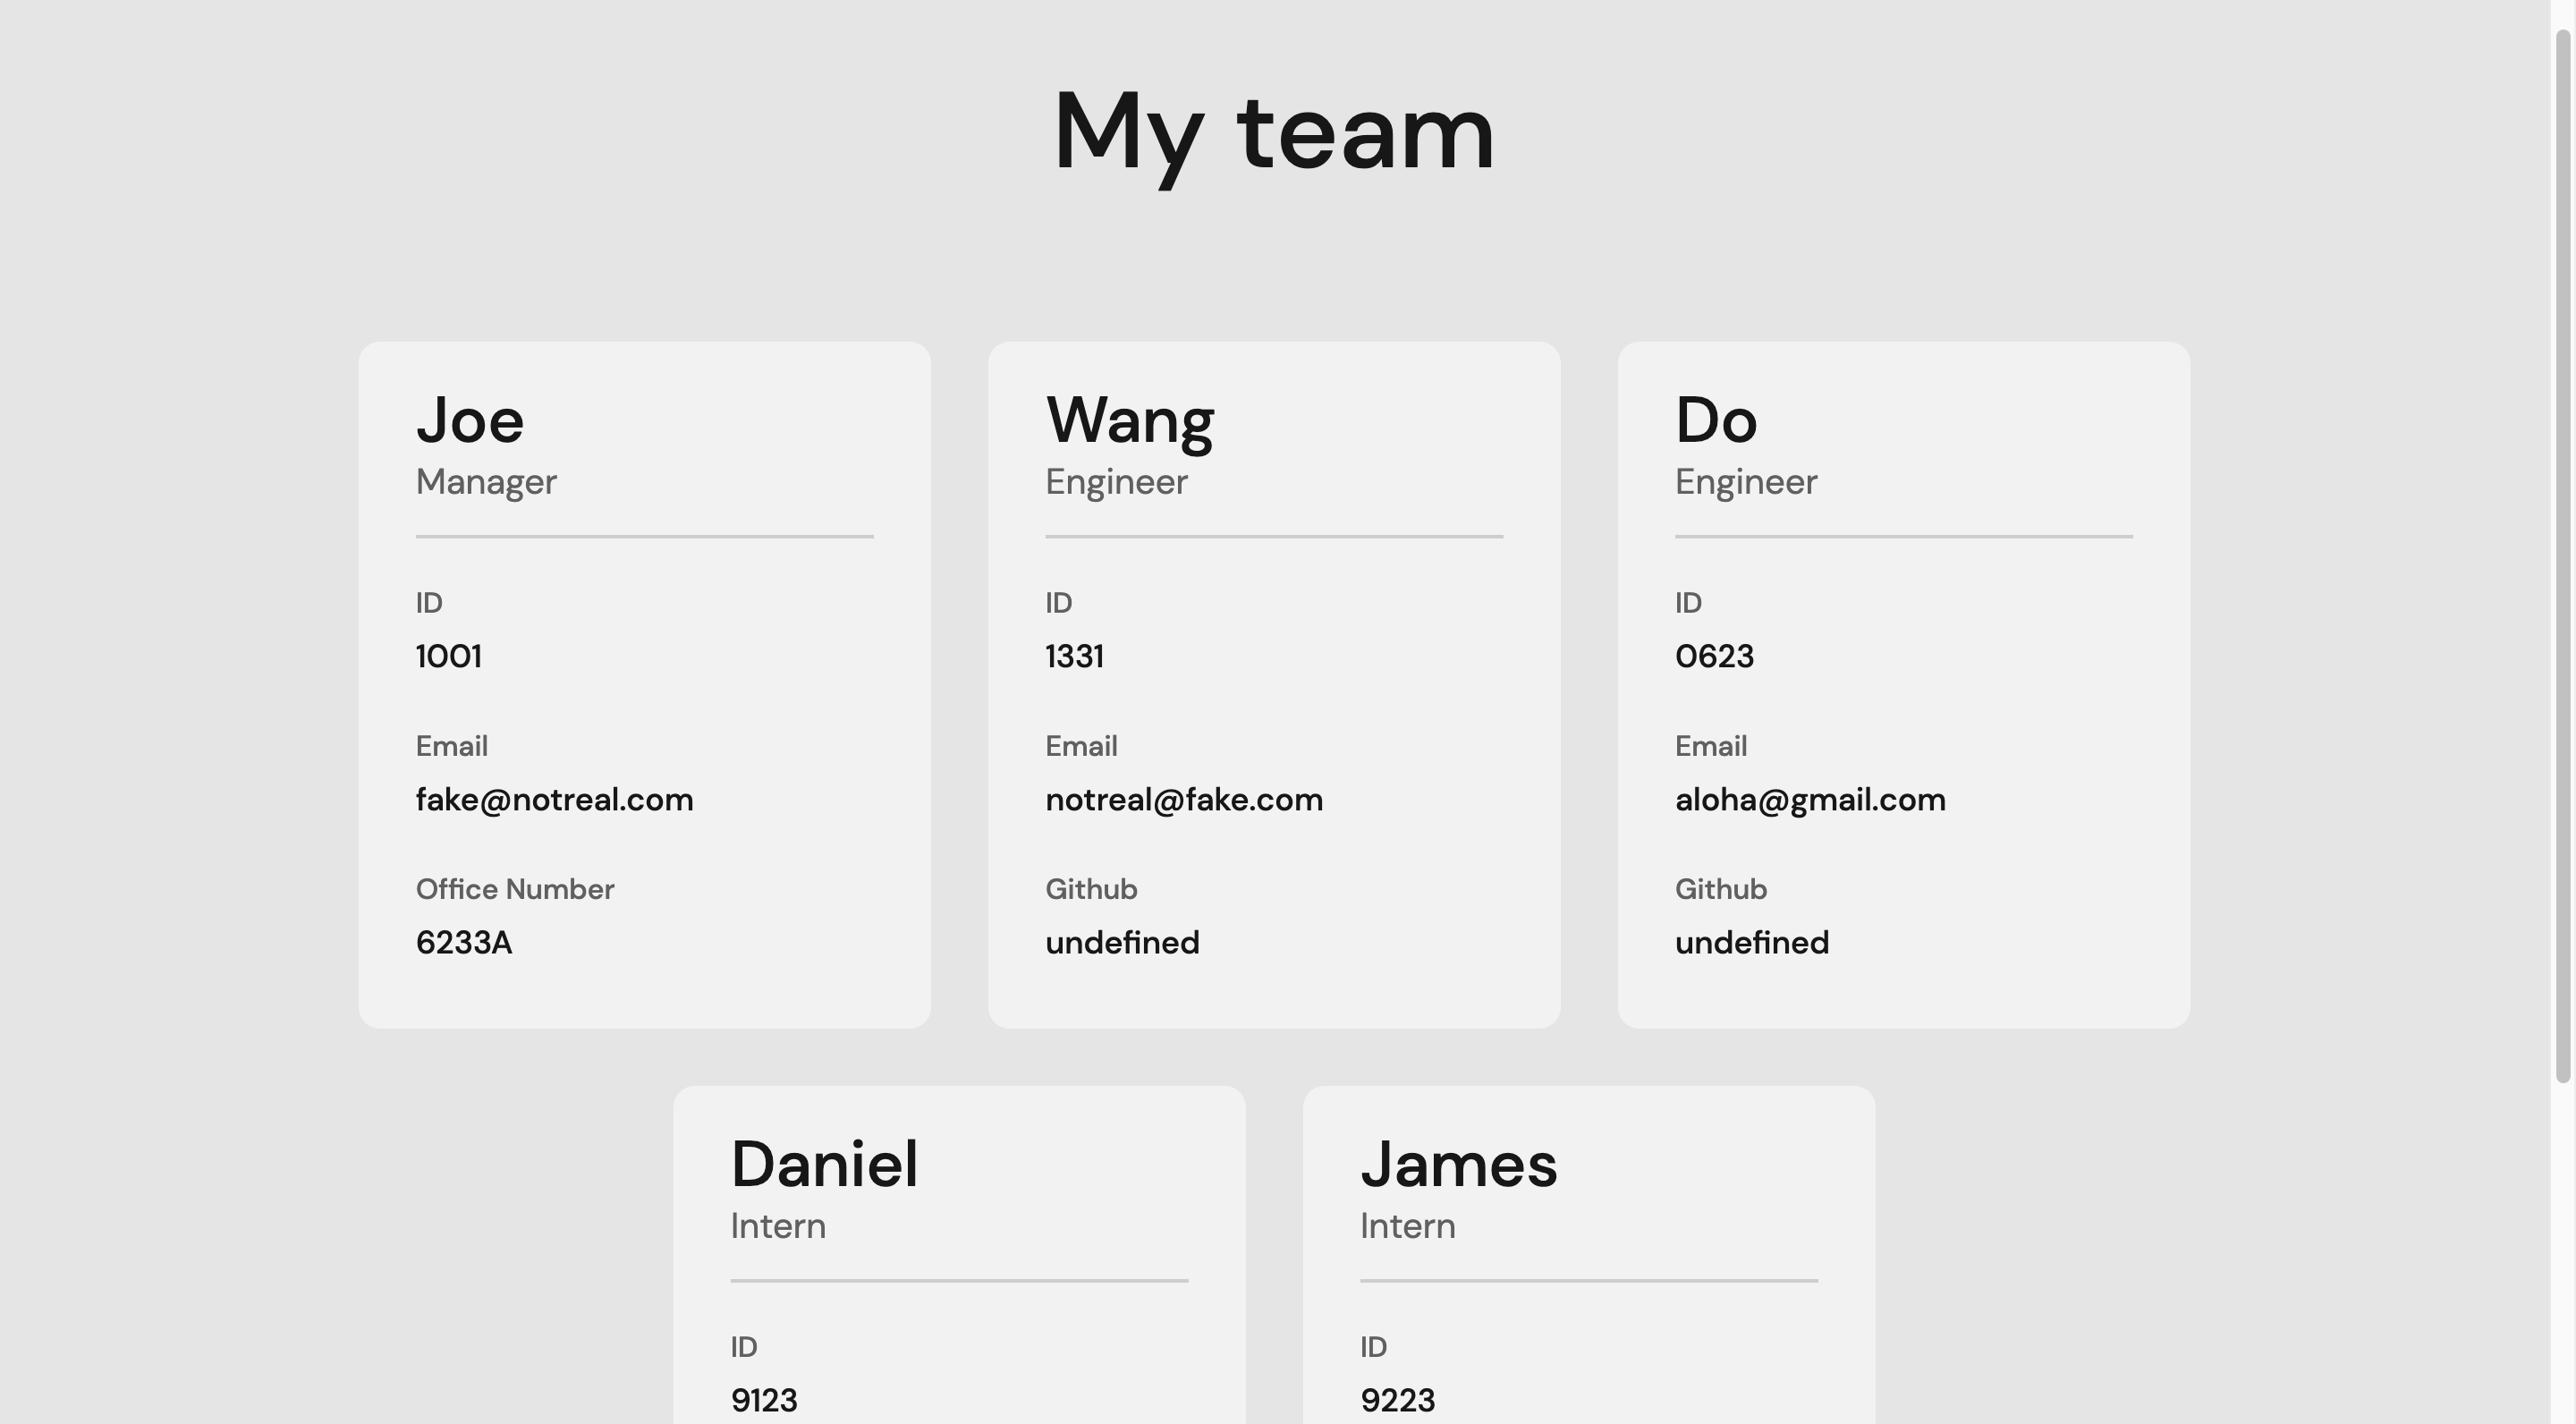 My team
Joe
Manager
ID
1001
Email
fake@notreal.com
Office Number
6233A
Wang
Engineer
ID
1331
Email
notreal@fake.com
Github
undefined
Do
Engineer
ID
0623
Email
aloha@gmail.com
Github
undefined
Daniel
Intern
ID
9123
James
Intern
ID
9223